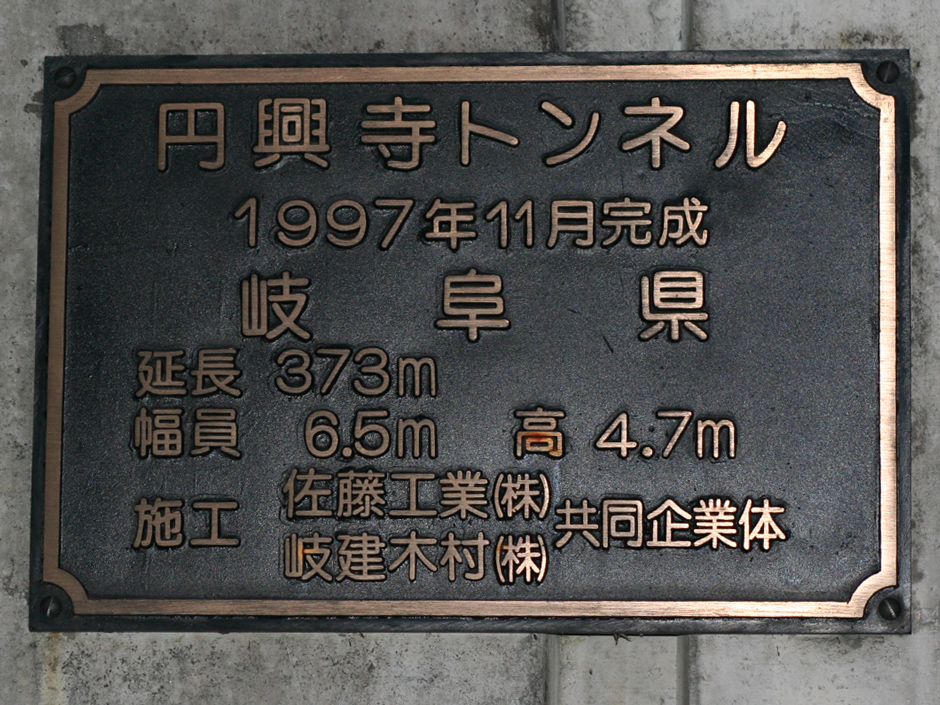 円興寺トンネル
1997年11月完成
岐阜県
延長 373m
幅員 6.5m 高 4.7m
施工 佐藤工業(株) 共同企業体
岐建木村(株)